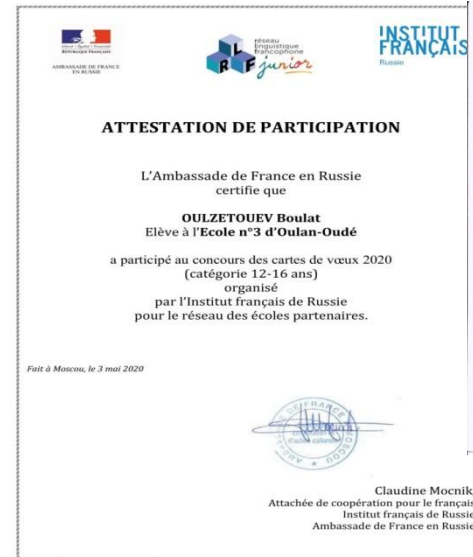 RÉPUBLIQUE FRANÇAISE
AMBASSADE DE FRANCE
EN RUSSIE
réseau
linguistique
francophone
RLF junior
INSTITUT
FRANÇAIS
Russie
ATTESTATION DE PARTICIPATION
L'Ambassade de France en Russie
certifie que
OULZETOUEV Boulat
Elève à l'Ecole n°3 d'Oulan-Oudé
a participé au concours des cartes de vœux 2020
(catégorie 12-16 ans)
organisé
par l'Institut français de Russie
pour le réseau des écoles partenaires.
Fait à Moscou, le 3 mai 2020
Claudine Mocnik
Attachée de coopération pour le français
Institut français de Russie
Ambassade de France en Russie